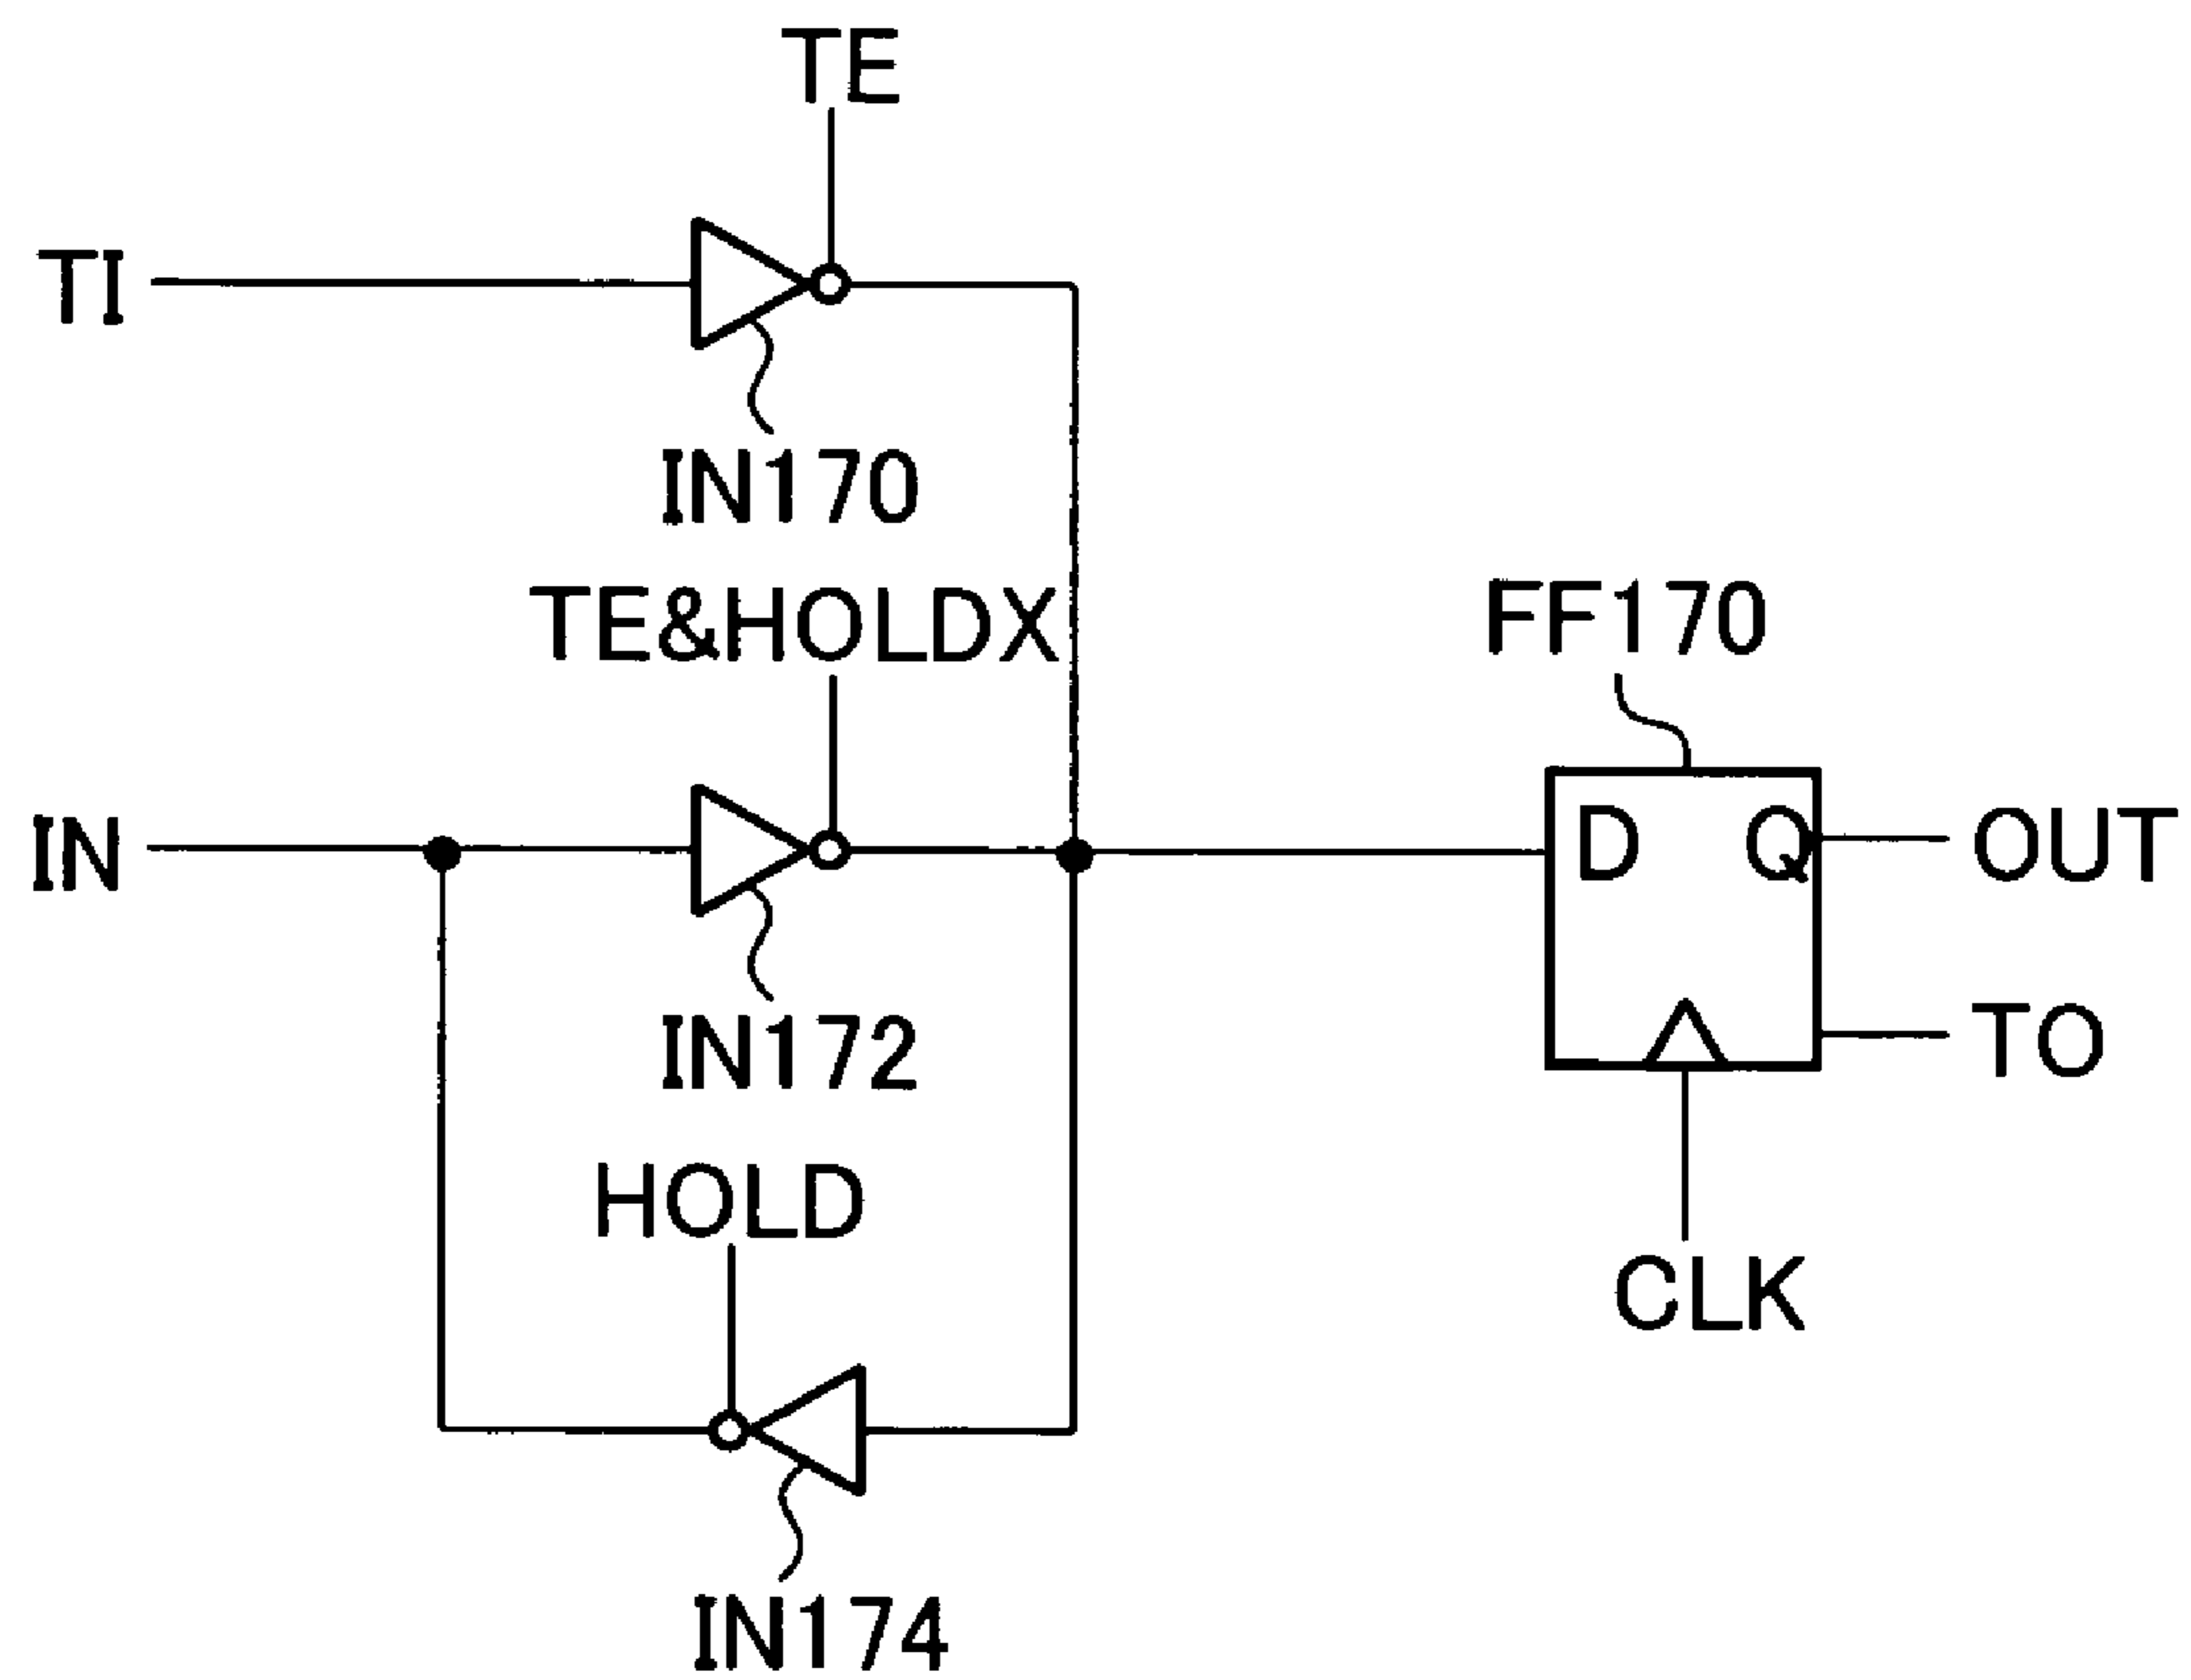 TE
TI
IN170
TE&HOLDX
FF170
IN
D
Q
OUT
IN172
TO
HOLD
CLK
IN174